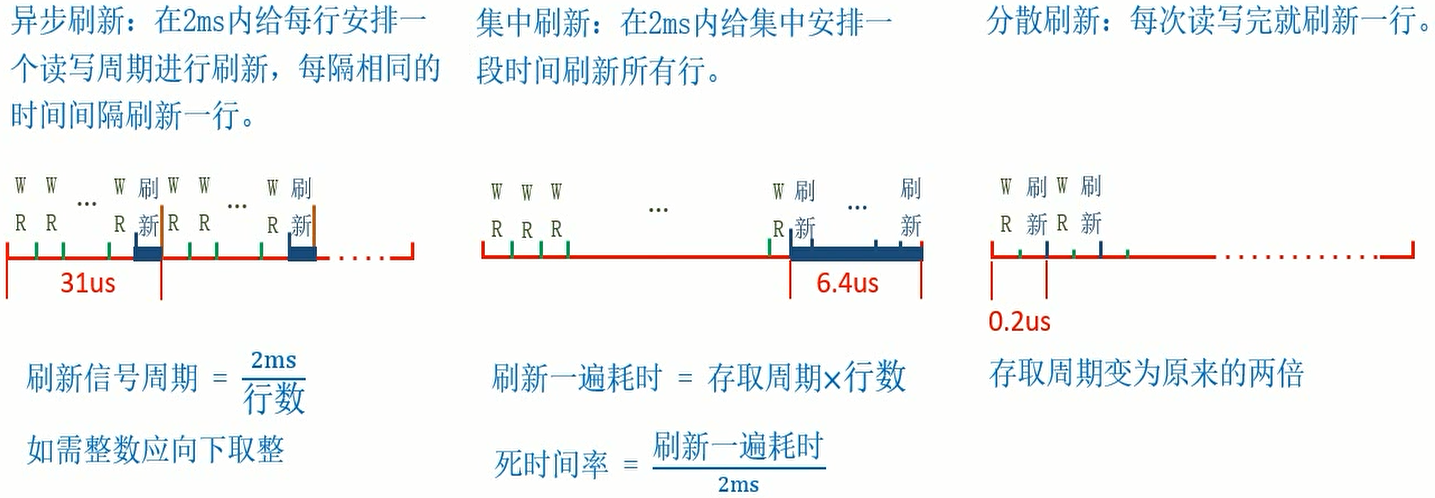 异步刷新：在2ms内给每行安排一
个读写周期进行刷新，每隔相同的
时间间隔刷新一行。
W W ... W 刷 W W ... W 刷
R R R 新 R R R 新
31us
刷新信号周期 = 2ms
行数
如需整数应向下取整
集中刷新：在2ms内给集中安排一
段时间刷新所有行。
W W W ... W 刷 ... 刷
R R R R 新 新
6.4us
刷新一遍耗时 = 存取周期×行数
死时间率 = 刷新一遍耗时
2ms
分散刷新：每次读写完就刷新一行。
W 刷 W 刷
R 新 R 新
0.2us
存取周期变为原来的两倍